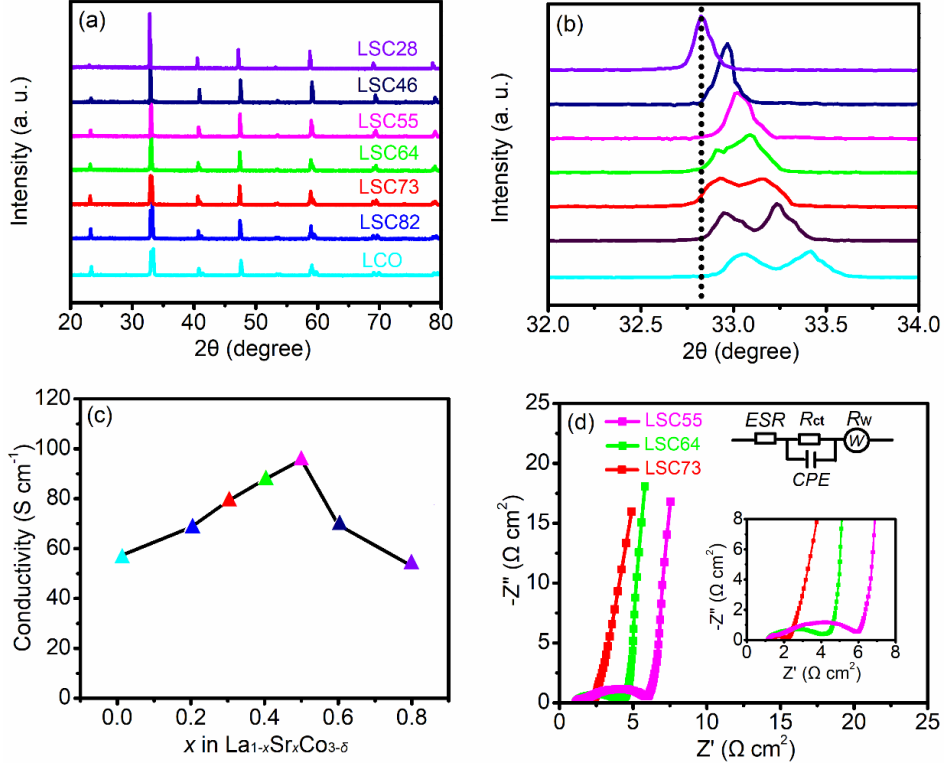 (a)
LSC28
LSC46
LSC55
LSC64
LSC73
LSC82
LCO
Intensity (a. u.)
20 30 40 50 60 70 80
2θ (degree)
(b)
Intensity (a. u.)
32.0 32.5 33.0 33.5 34.0
2θ (degree)
(c)
120
100
80
60
40
20
0
Conductivity (S cm-1)
0.0 0.2 0.4 0.6 0.8
x in La1-xSrxCo3-δ
(d)
LSC55
LSC64
LSC73
ESR Rct Rw
W
CPE
25
20
15
10
5
0
-Z" (Ω cm2)
0 5 10 15 20 25
Z' (Ω cm2)
8
6
4
2
0
-Z" (Ω cm2)
0 2 4 6 8
Z' (Ω cm2)